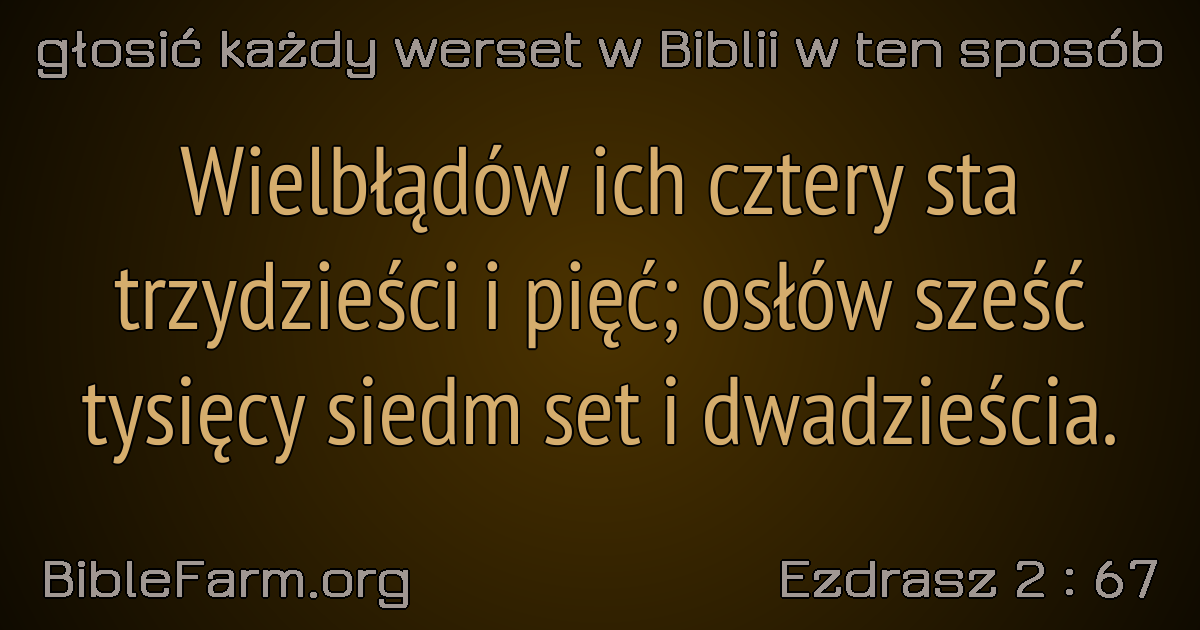 głosić każdy werset w Biblii w ten sposób
Wielbłądów ich cztery sta
trzydzieści i pięć; osłów sześć
tysięcy siedm set i dwadzieścia.
BibleFarm.org
Ezdrasz 2 : 67